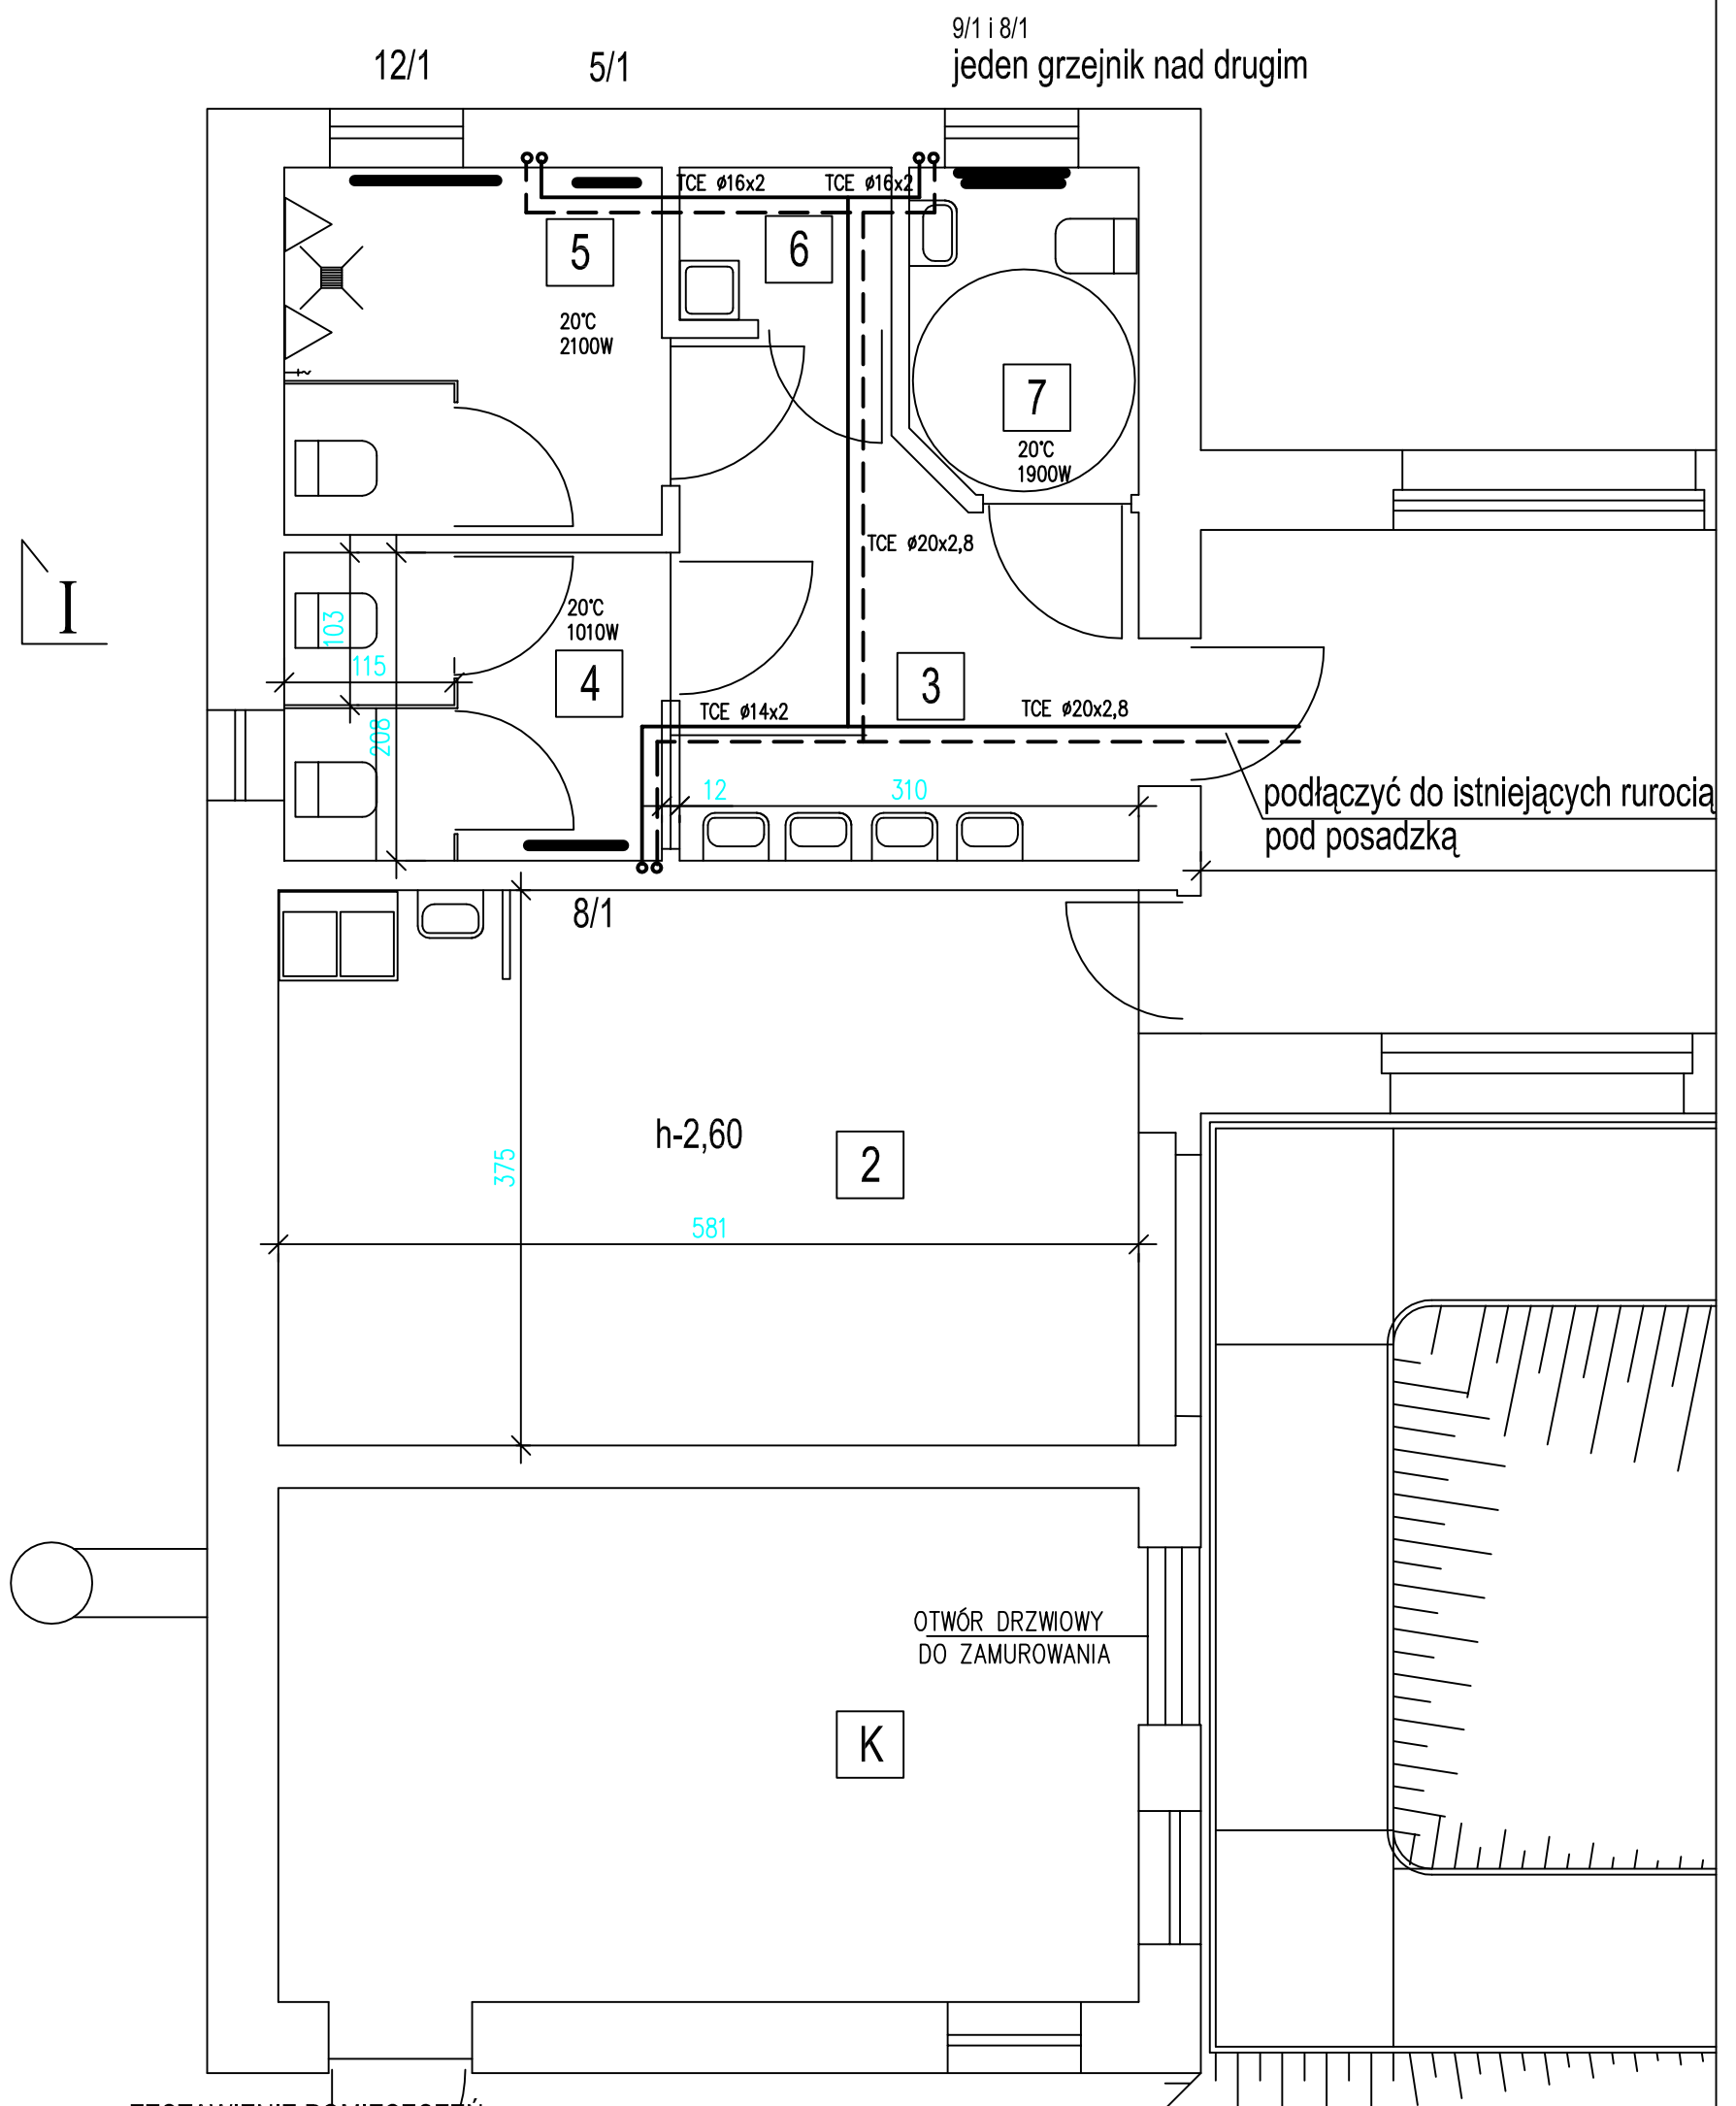 9/1 i 8/1
12/1
5/1
jeden grzejnik nad drugim
TCE ø16x2
TCE ø16x2
5
6
20°C
2100W
7
20°C
1900W
TCE ø20x2,8
I
20°C
1010W
103
115
4
3
208
TCE ø14x2
TCE ø20x2,8
12
310
podłączyć do istniejących rurocią
pod posadzką
8/1
h-2,60
2
375
581
OTWÓR DRZWIOWY
DO ZAMUROWANIA
K